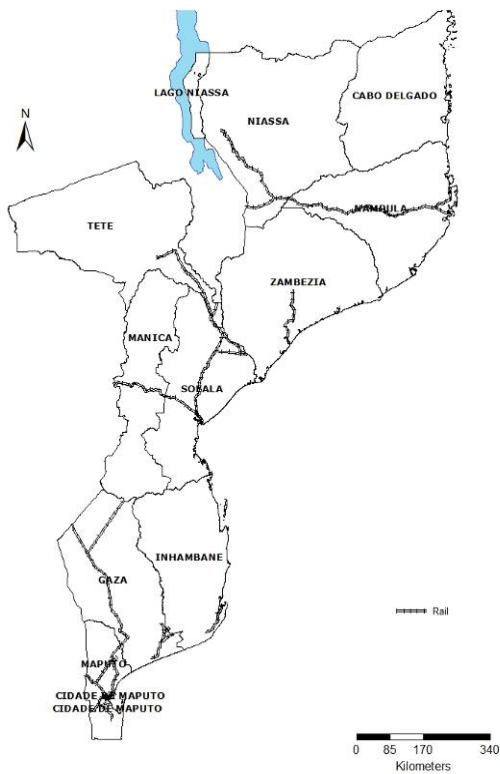 LAGO NIASSA
CABO DELGADO
N
NIASSA
NAMPULA
TETE
ZAMBEZIA
MANICA
SOFALA
INHAMBANE
GAZA
Rail
MAPUTO
CIDADE DE MAPUTO
CIDADE DE MAPUTO
0 85 170 340
Kilometers